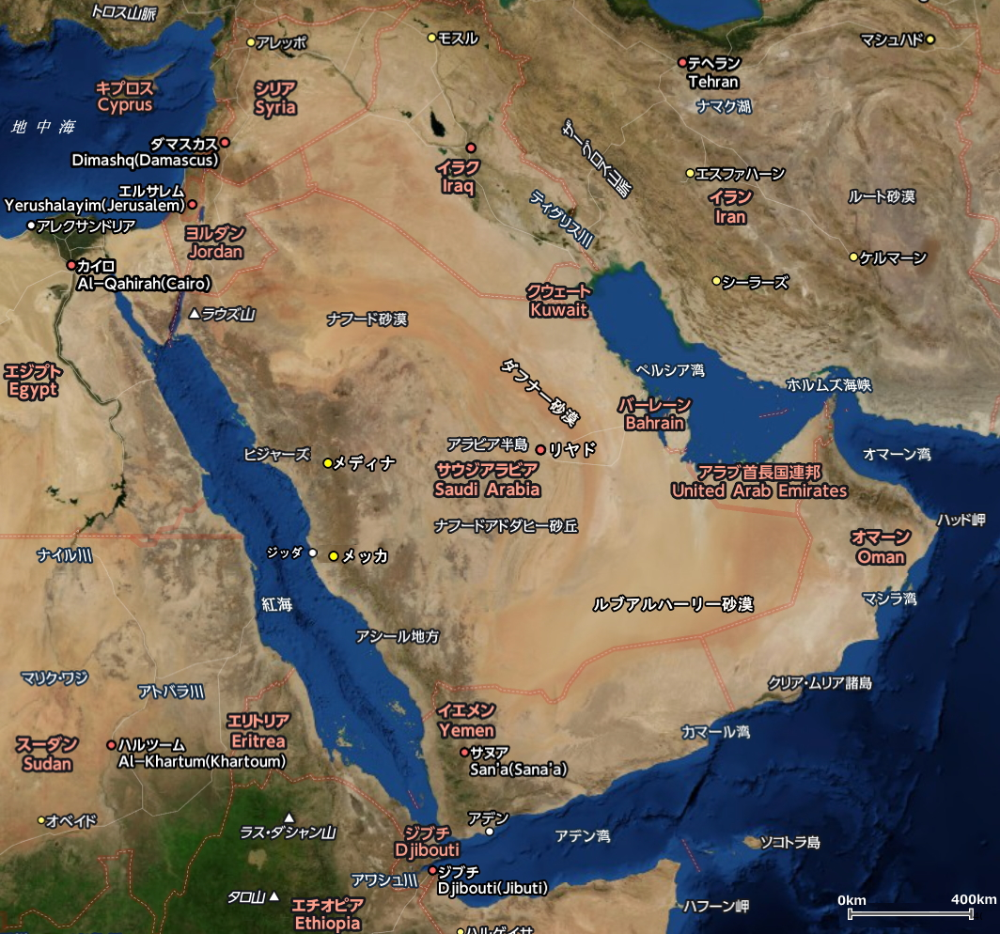 トロス山脈
アレッポ
モスル
マシュハド
テヘラン
Tehran
キプロス
Cyprus
シリア
Syria
ナマク湖
地中海
ザーグロス山脈
ダマスカス
Dimashq(Damascus)
イラク
Iraq
エスファハーン
エルサレム
Yerushalayim(Jerusalem)
イラン
Iran
ルート砂漠
ティグリス川
アレクサンドリア
ヨルダン
Jordan
ケルマーン
カイロ
Al-Qahirah(Cairo)
シーラーズ
クウェート
Kuwait
ラウズ山
ナフード砂漠
エジプト
Egypt
ペルシア湾
ホルムズ海峡
ダフナー砂漠
バーレーン
Bahrain
アラビア半島
リヤド
ヒジャーズ
メディナ
サウジアラビア
Saudi Arabia
アラブ首長国連邦
United Arab Emirates
オマーン湾
ハッド岬
ナフードアドダヒー砂丘
オマーン
Oman
ナイル川
ジッダ
メッカ
紅海
ルブアルハーリー砂漠
マシラ湾
アシール地方
マリク・ワジ
アトバラ川
クリア・ムリア諸島
イエメン
Yemen
エリトリア
Eritrea
カマール湾
スーダン
Sudan
ハルツーム
Al-Khartum(Khartoum)
サヌア
San'a(Sana'a)
オベイド
ラス・ダシャン山
アデン
アデン湾
ジブチ
Djibouti
ソコトラ島
ジブチ
Djibouti(Jibuti)
アワシュ川
タロ山
エチオピア
Ethiopia
ハフーン岬
0km
400km
ハルゲイサ